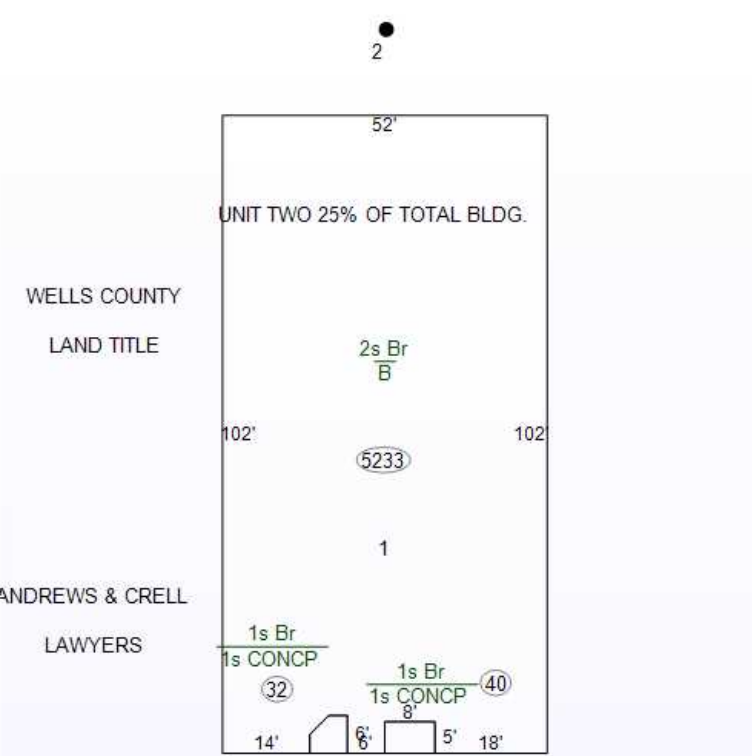 2
52'
UNIT TWO 25% OF TOTAL BLDG.
WELLS COUNTY
LAND TITLE
2s Br
B
102'
102'
5233
1
ANDREWS & CRELL
LAWYERS
1s Br
1s CONCP
32
1s Br
1s CONCP
40
8'
14'
6'
6'
5'
18'